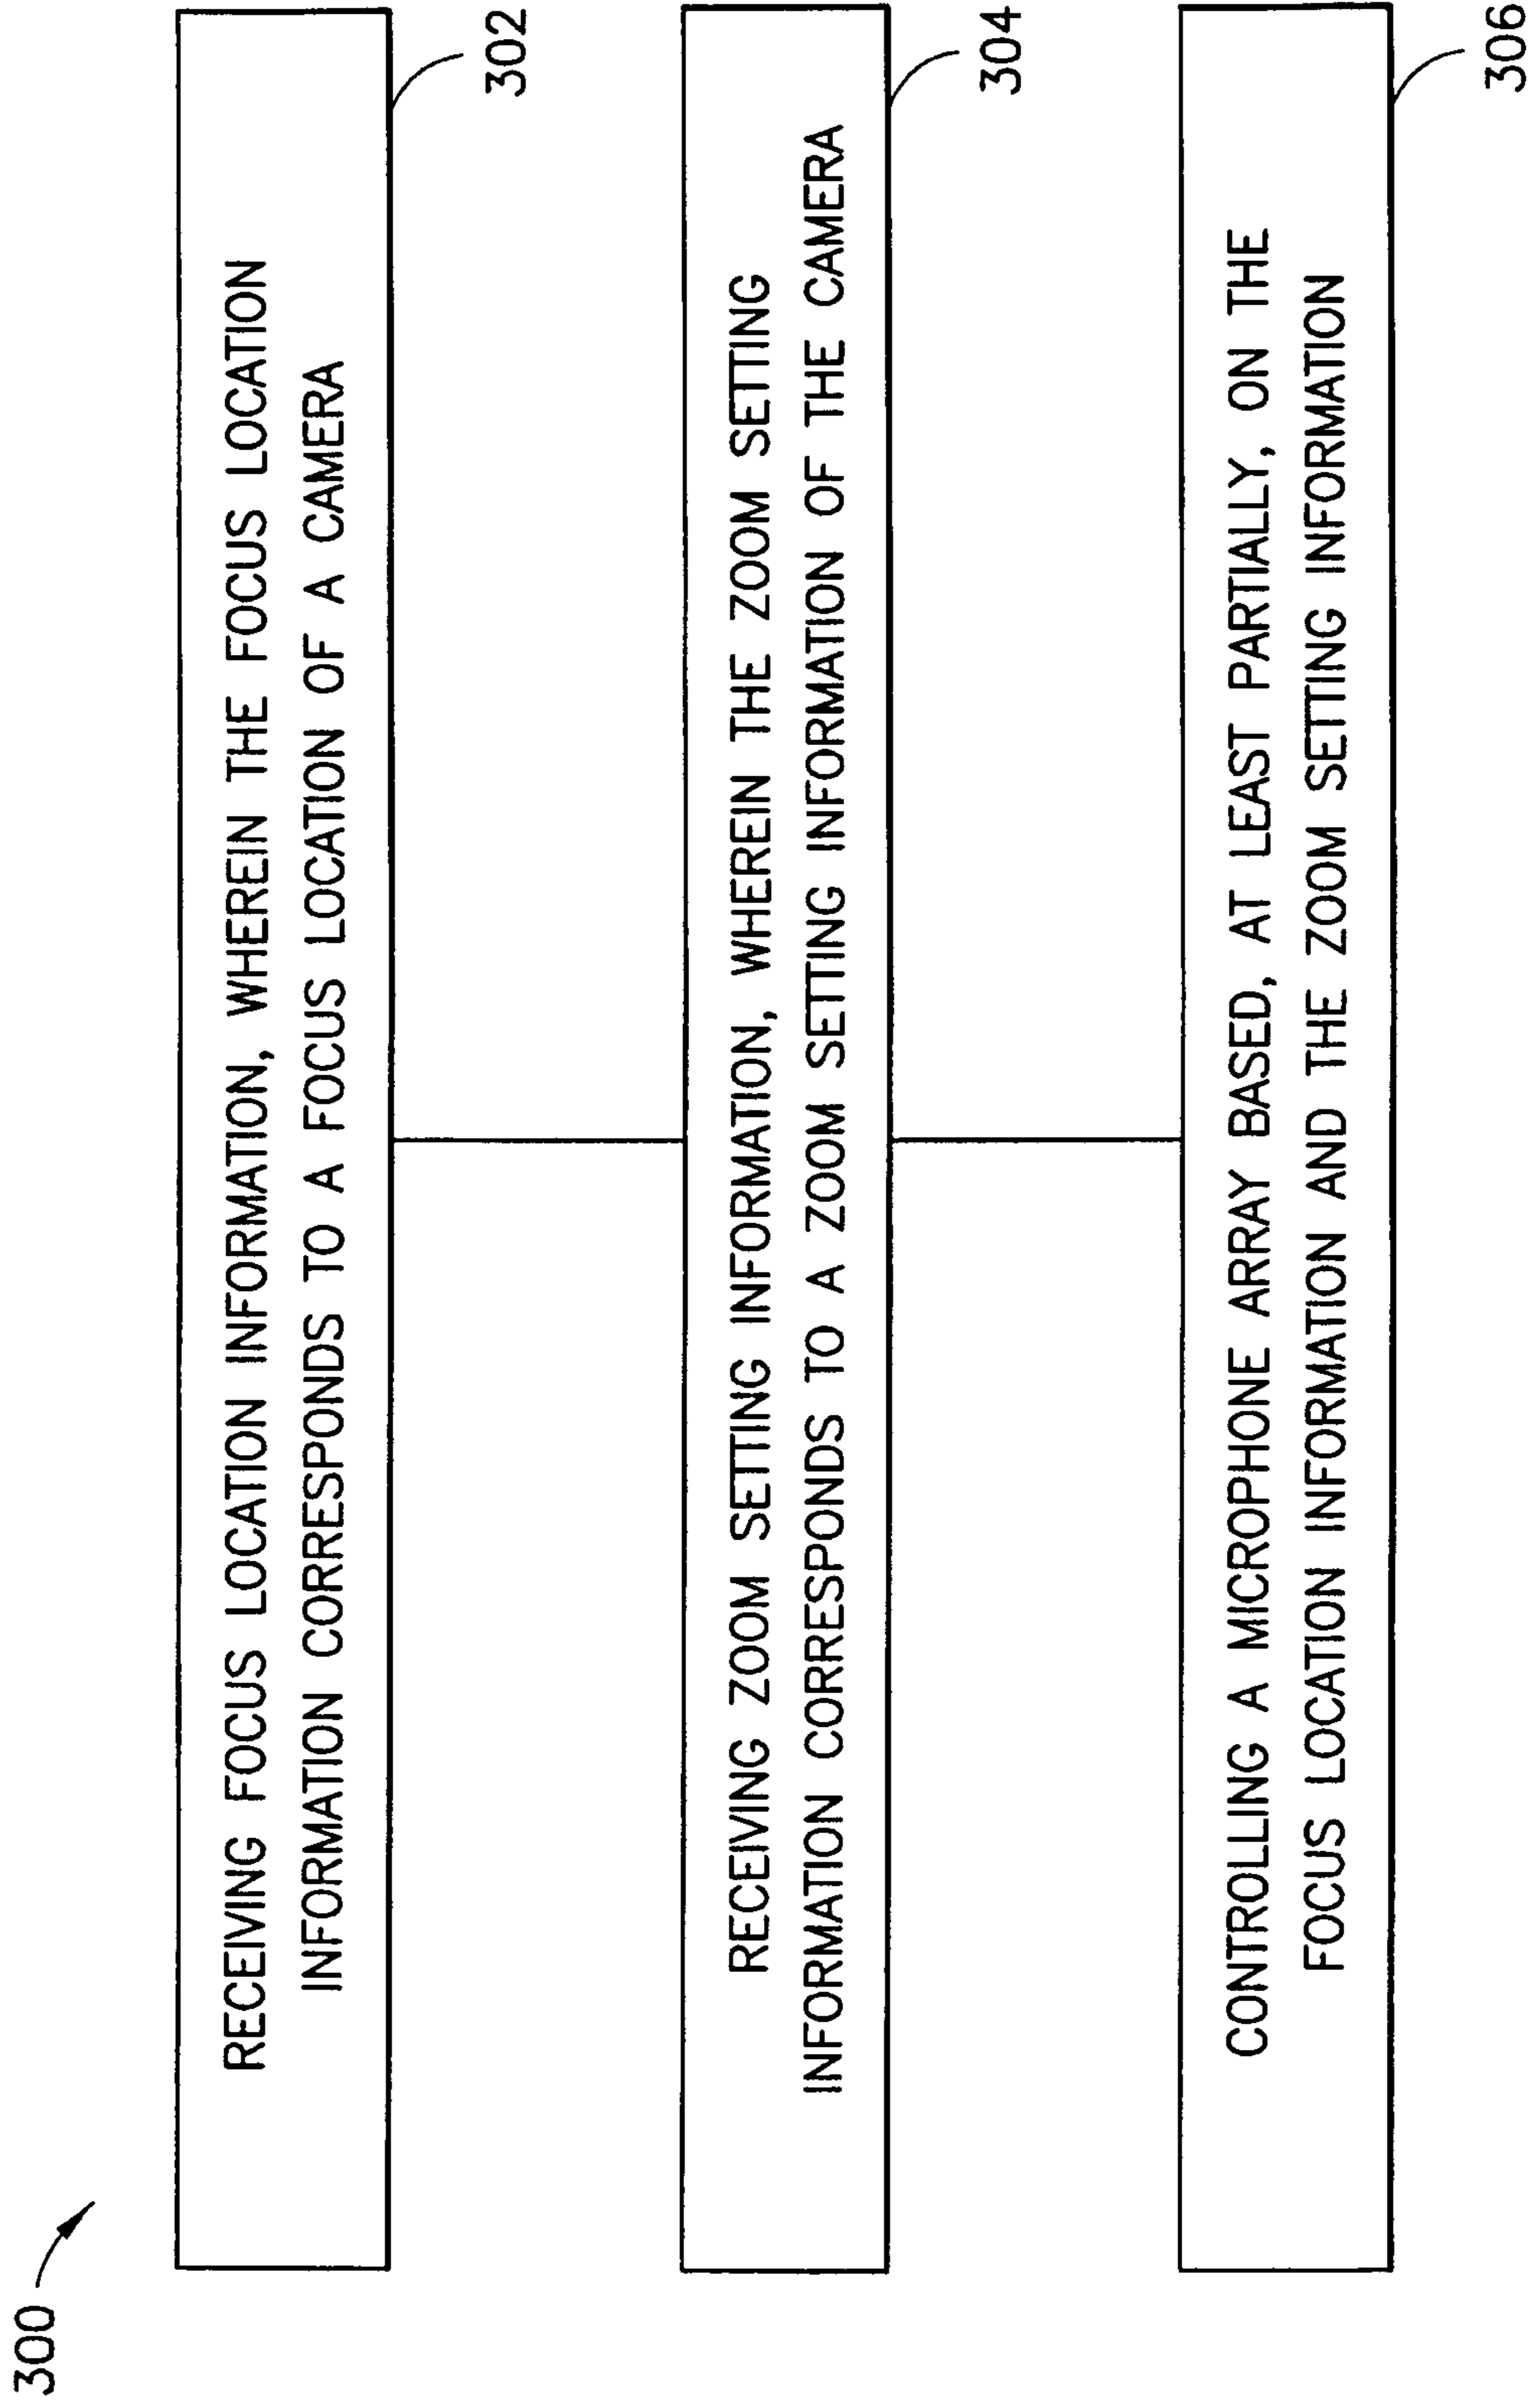 300
RECEIVING FOCUS LOCATION INFORMATION, WHEREIN THE FOCUS LOCATION
INFORMATION CORRESPONDS TO A FOCUS LOCATION OF A CAMERA
302
RECEIVING ZOOM SETTING INFORMATION, WHEREIN THE ZOOM SETTING
INFORMATION CORRESPONDS TO A ZOOM SETTING INFORMATION OF THE CAMERA
304
CONTROLLING A MICROPHONE ARRAY BASED, AT LEAST PARTIALLY, ON THE
FOCUS LOCATION INFORMATION AND THE ZOOM SETTING INFORMATION
306